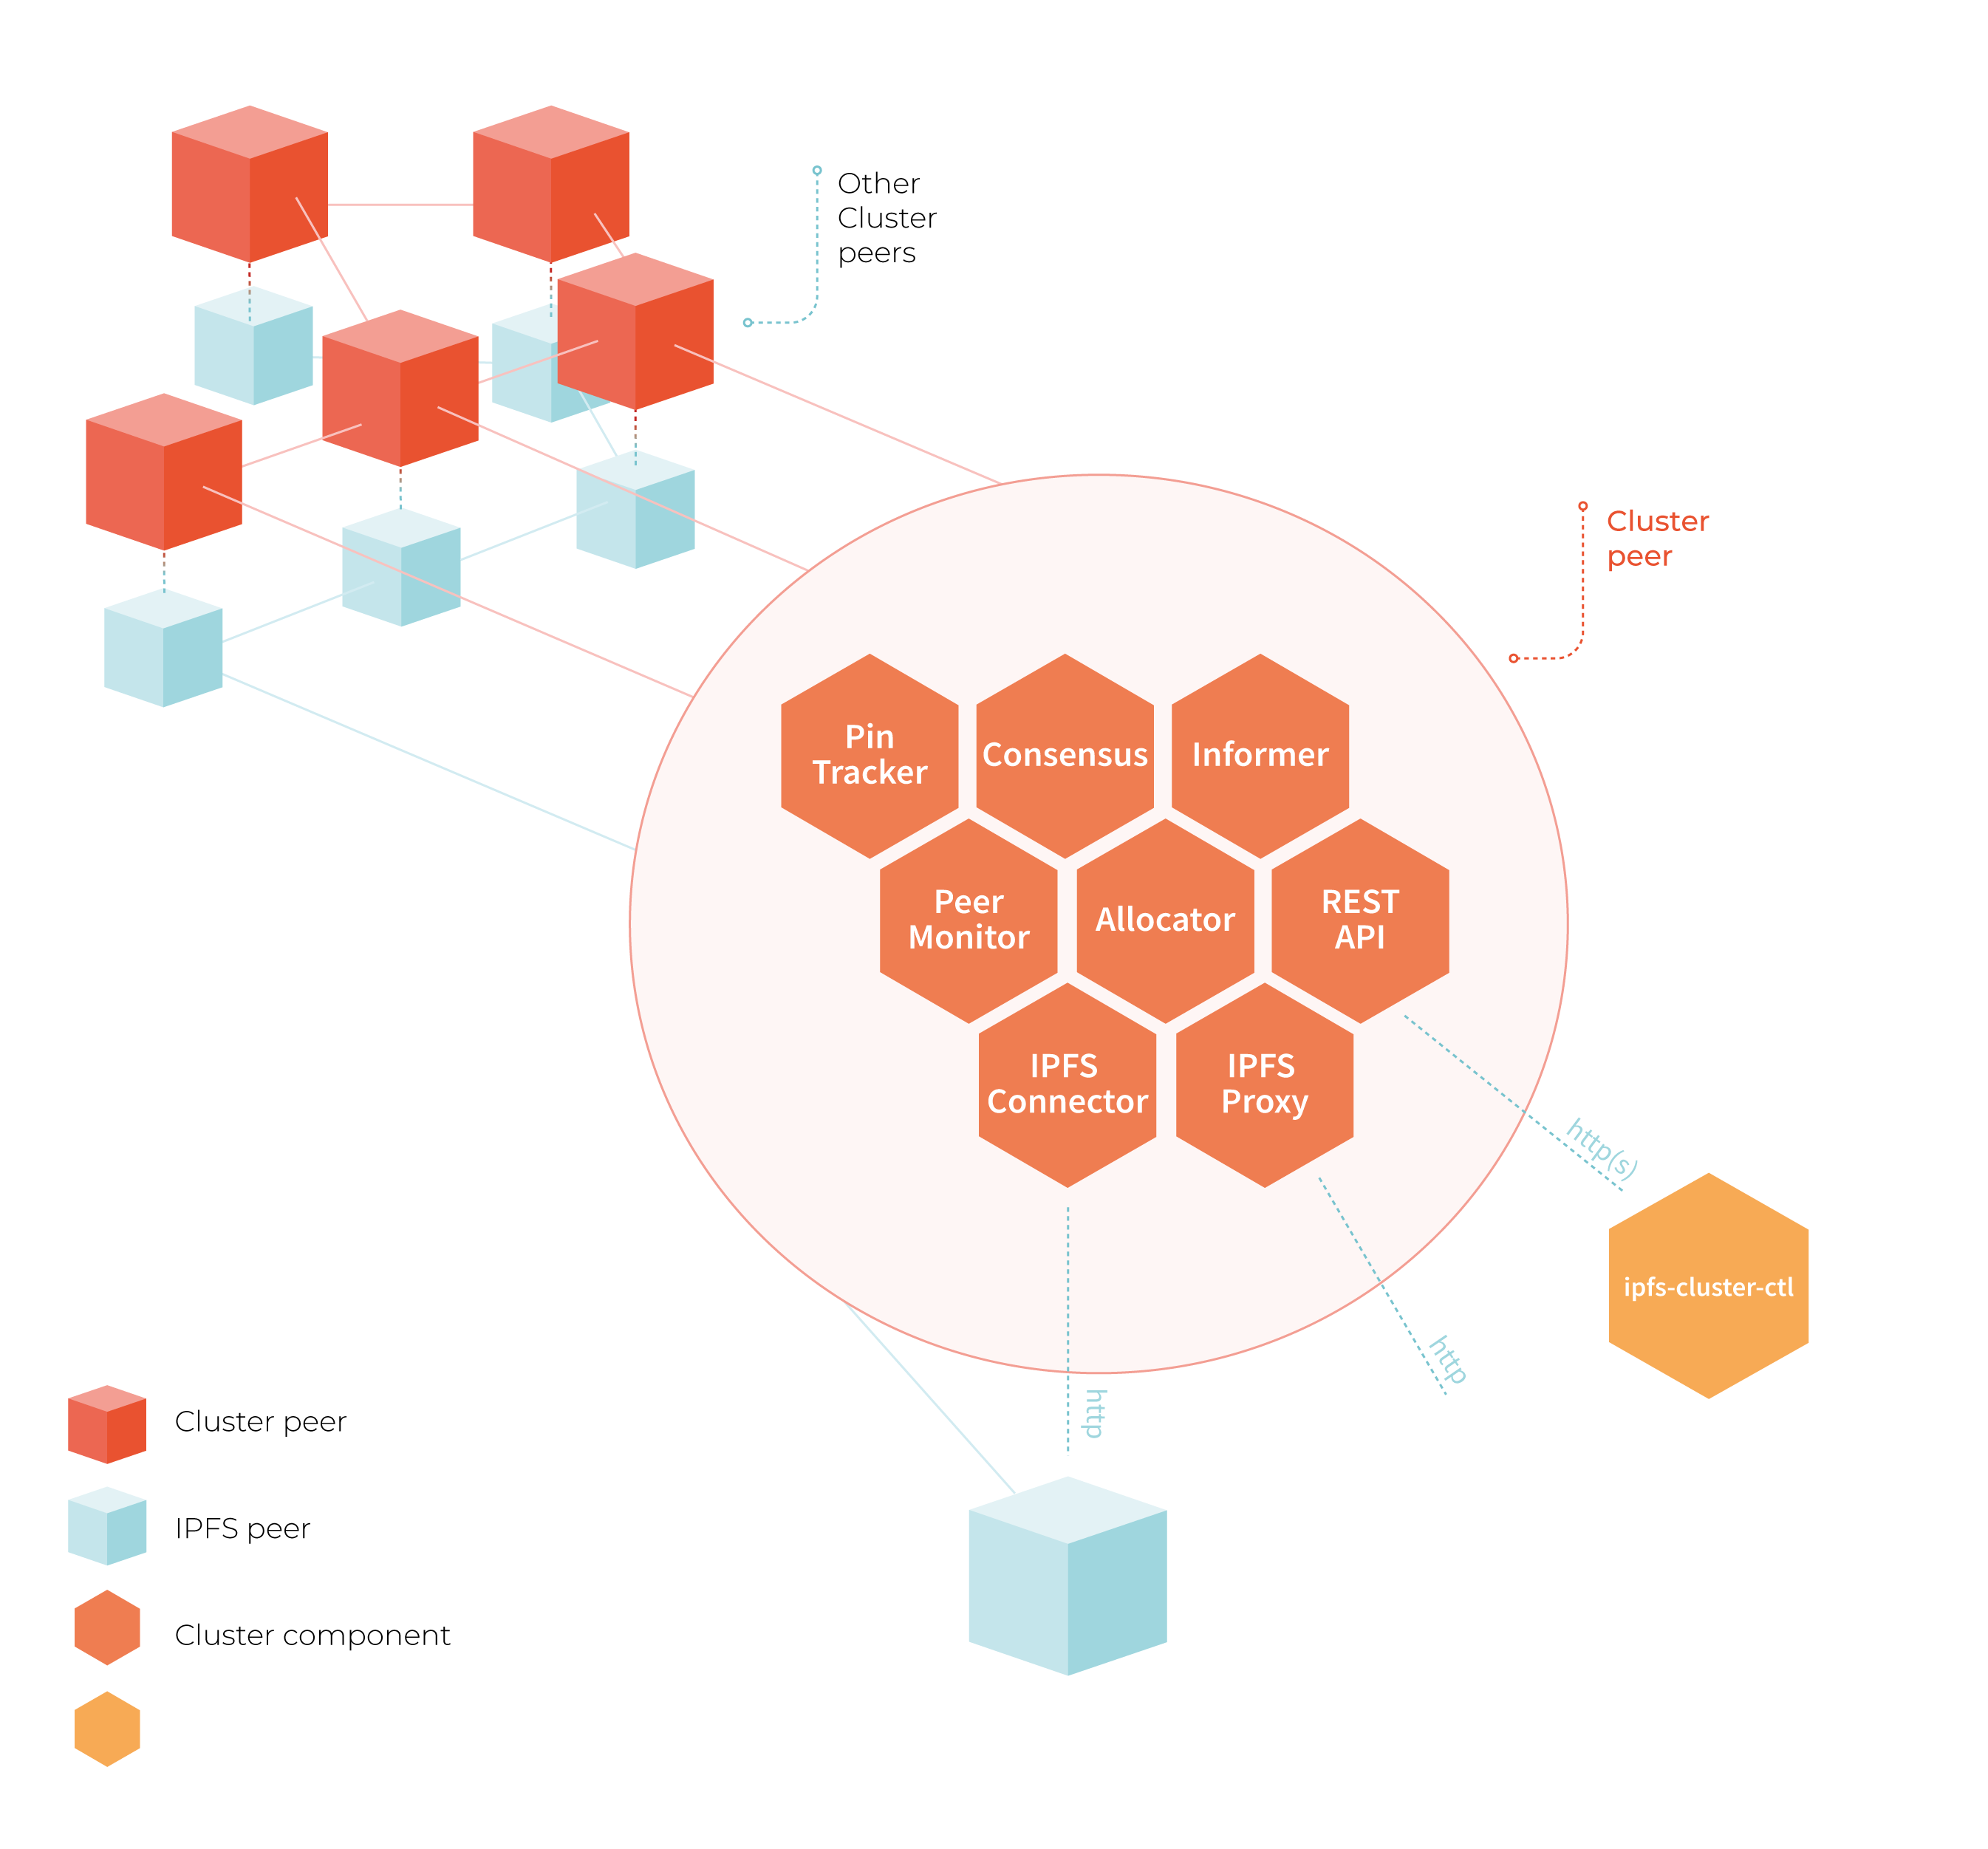 Other
Cluster
peers
Cluster
peer
Pin
Tracker
Consensus
Informer
Peer
Monitor
Allocator
REST
API
IPFS
Connector
IPFS
Proxy
http(s)
ipfs-cluster-ctl
http
http
Cluster peer
IPFS peer
Cluster component